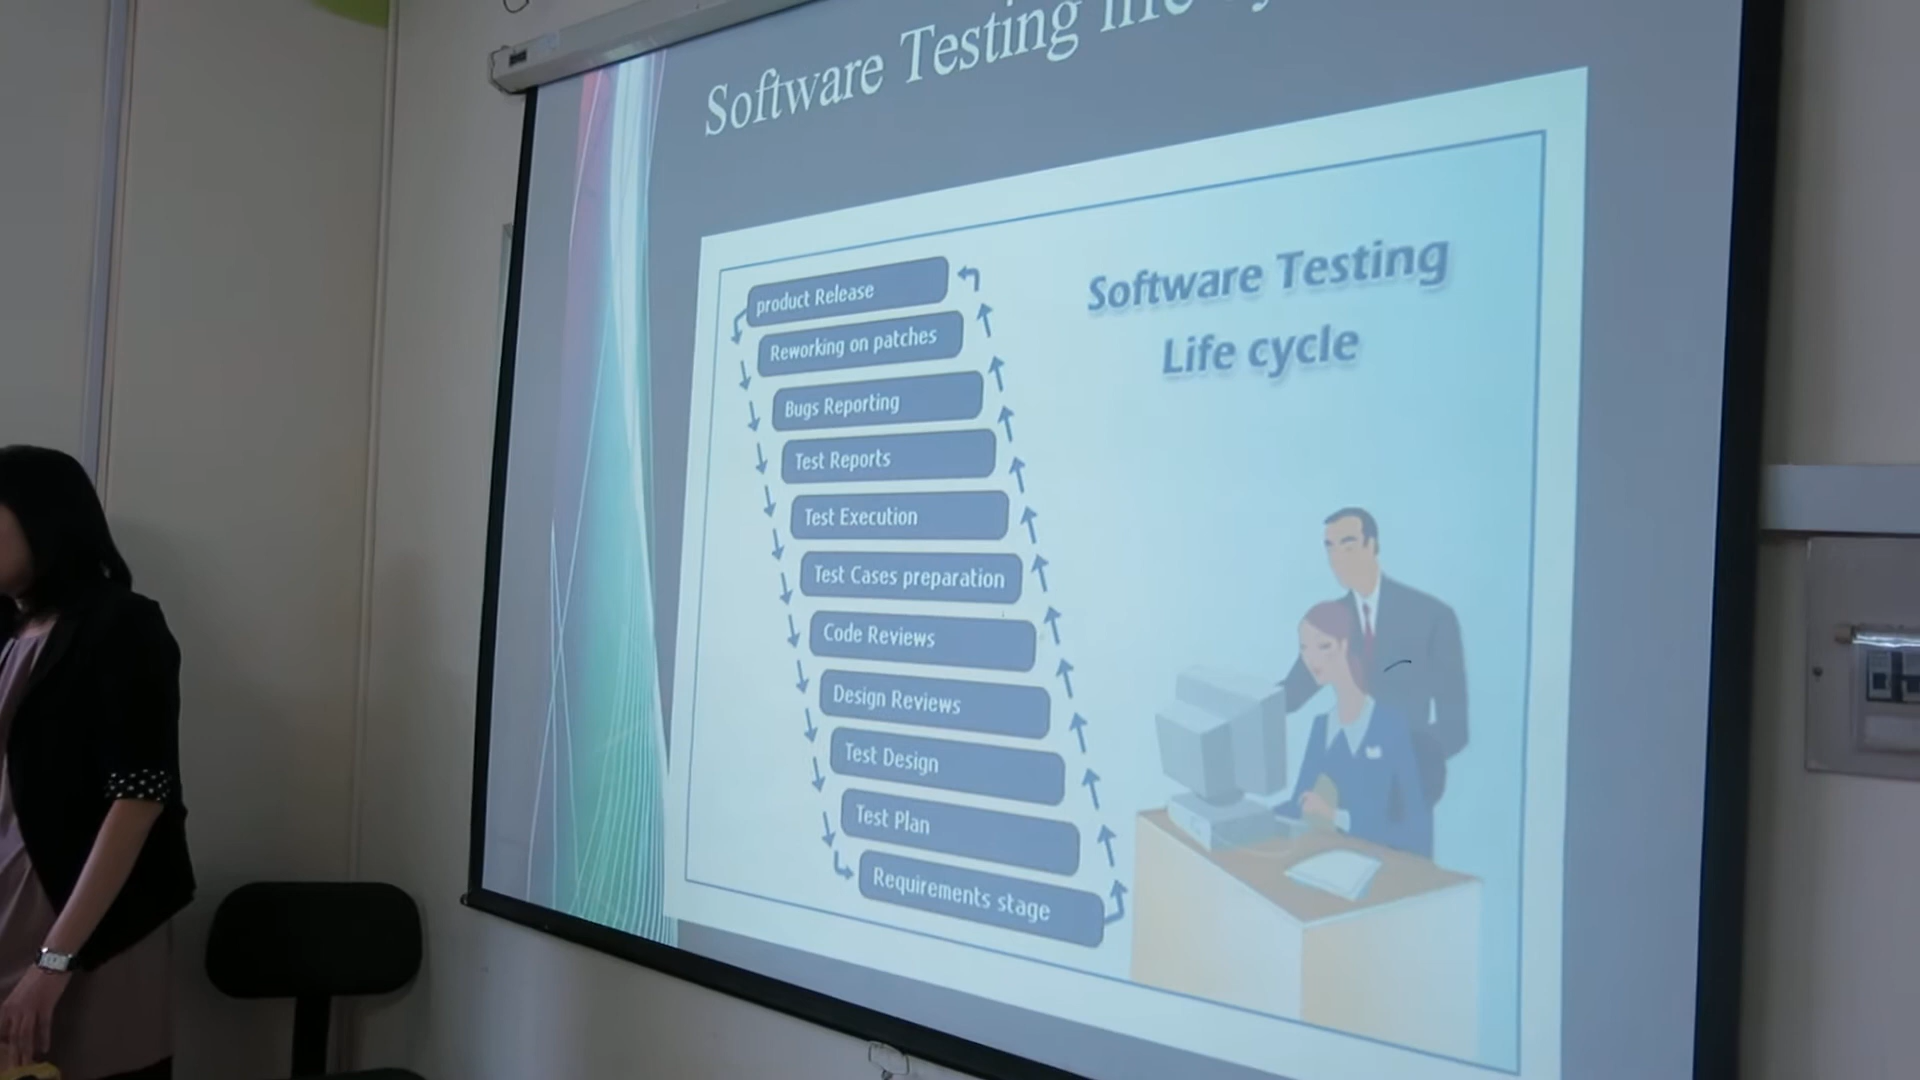 Software Testing life
product Release
Reworking on patches
Bugs Reporting
Test Reports
Test Execution
Test Cases preparation
Code Reviews
Design Reviews
Test Design
Test Plan
Requirements stage
Software Testing
Life cycle